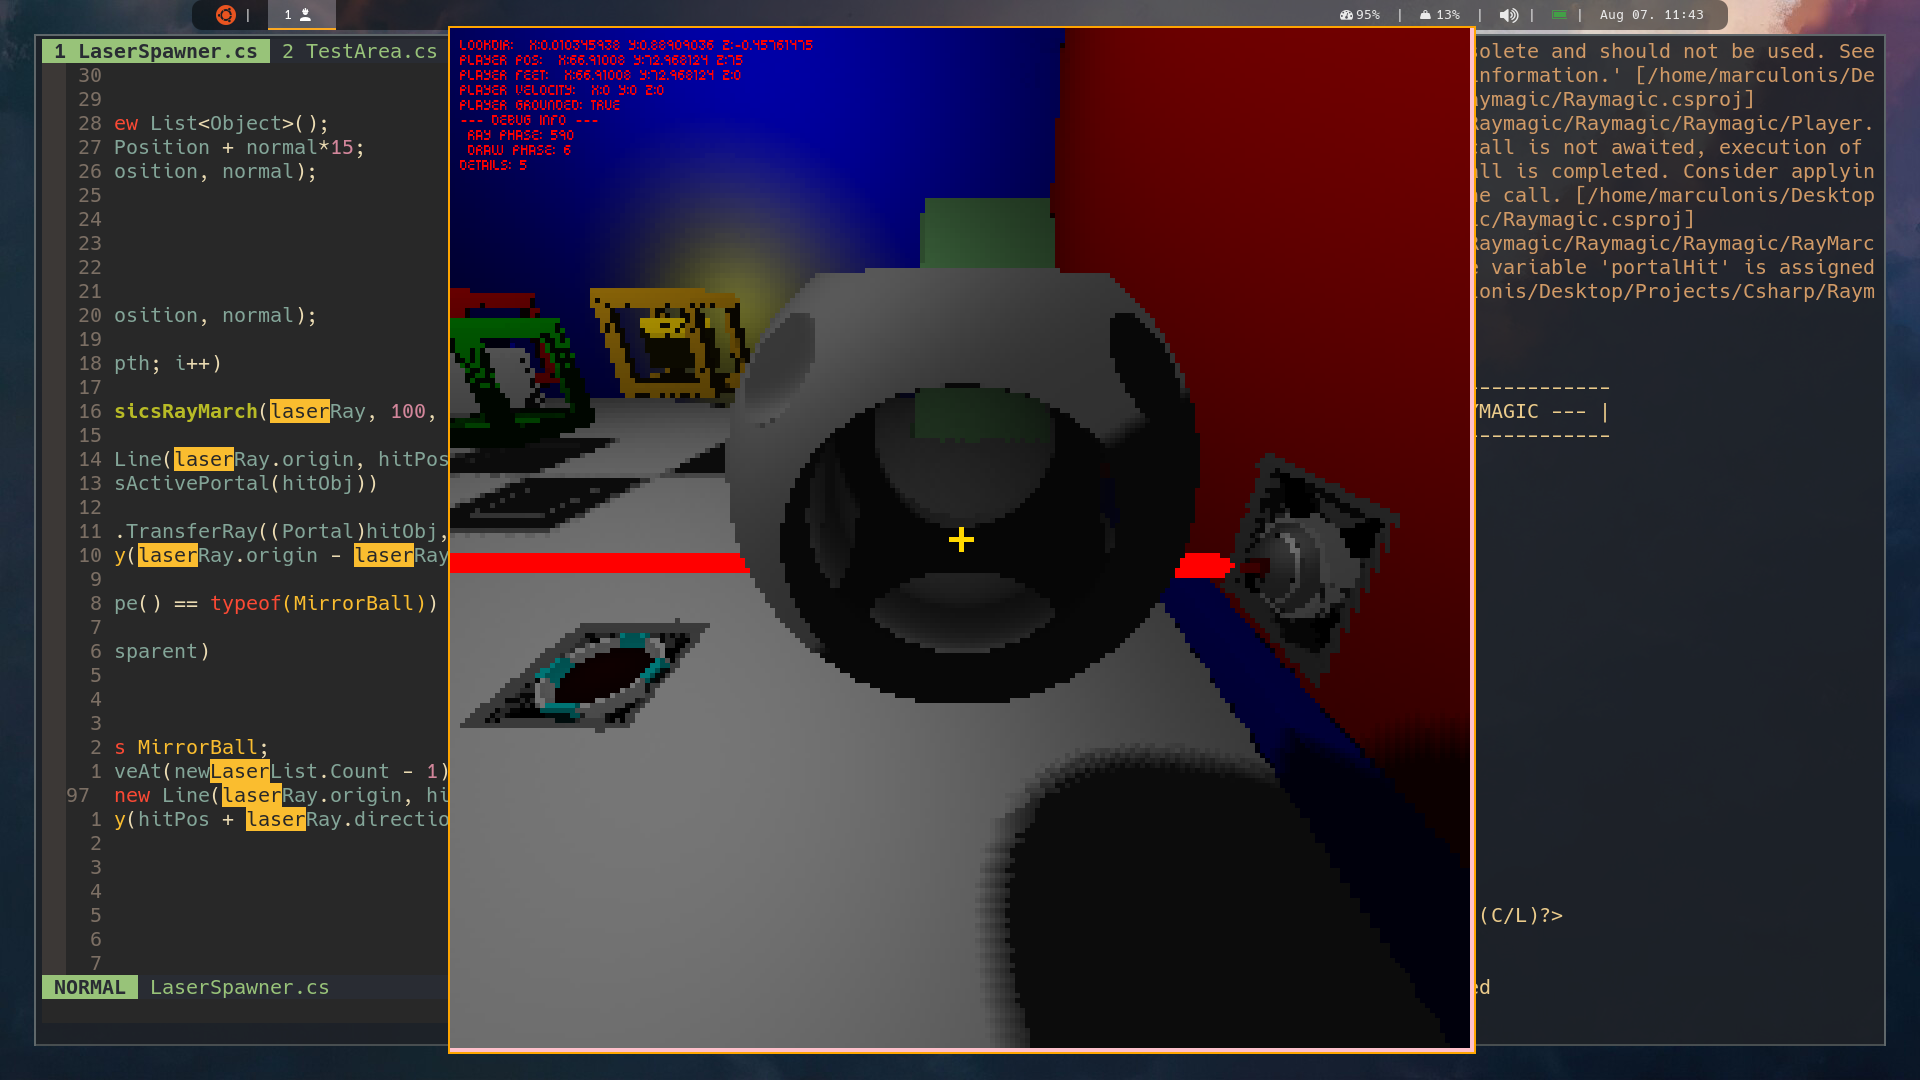 | 1 95% | 13% | | | Aug 07. 11:43
1 LaserSpawner.cs 2 TestArea.cs
30
29
28 ew List<Object>();
27 Position + normal*15;
26 osition, normal);
25
24
23
22
21
20 osition, normal);
19
18 pth; i++)
17
16 sicsRayMarch(laserRay, 100,
15
14 Line(laserRay.origin, hitPos
13 sActivePortal(hitObj))
12
11 .TransferRay((Portal)hitObj,
10 y(laserRay.origin - laserRay
9
8 pe() == typeof(MirrorBall))
7
6 sparent)
5
4
3
2 s MirrorBall;
1 veAt(newLaserList.Count - 1)
97 new Line(laserRay.origin, hi
1 y(hitPos + laserRay.directio
2
3
4
5
6
7
NORMAL LaserSpawner.cs
LOOKDIR: X:0.010345938 Y:0.88909036 Z:-0.45761475
PLAYER POS: X:66.91008 Y:72.968124 Z:75
PLAYER FEET: X:66.91008 Y:72.968124 Z:0
PLAYER VELOCITY: X:0 Y:0 Z:0
PLAYER GROUNDED: TRUE
--- DEBUG INFO ---
RAY PHASE: 590
DRAW PHASE: 6
DETAILS: 5
solete and should not be used. See
nformation.' [/home/marculonis/De
aymagic/Raymagic.csproj]
Raymagic/Raymagic/Raymagic/Player.
call is not awaited, execution of
all is completed. Consider applyin
he call. [/home/marculonis/Desktop
ic/Raymagic.csproj]
Raymagic/Raymagic/Raymagic/RayMarc
e variable 'portalHit' is assigned
lonis/Desktop/Projects/Csharp/Raym
------------
YMAGIC --- |
------------
(C/L)?>
ed